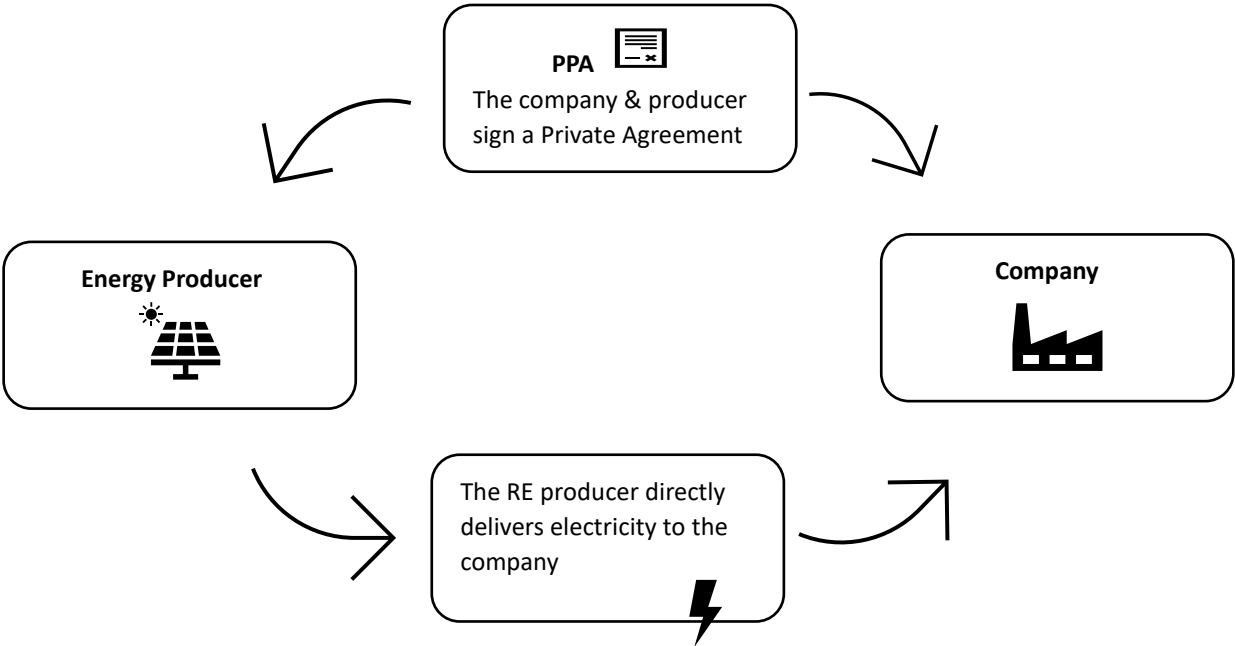 PPA
The company & producer
sign a Private Agreement
Energy Producer
Company
The RE producer directly
delivers electricity to the
company